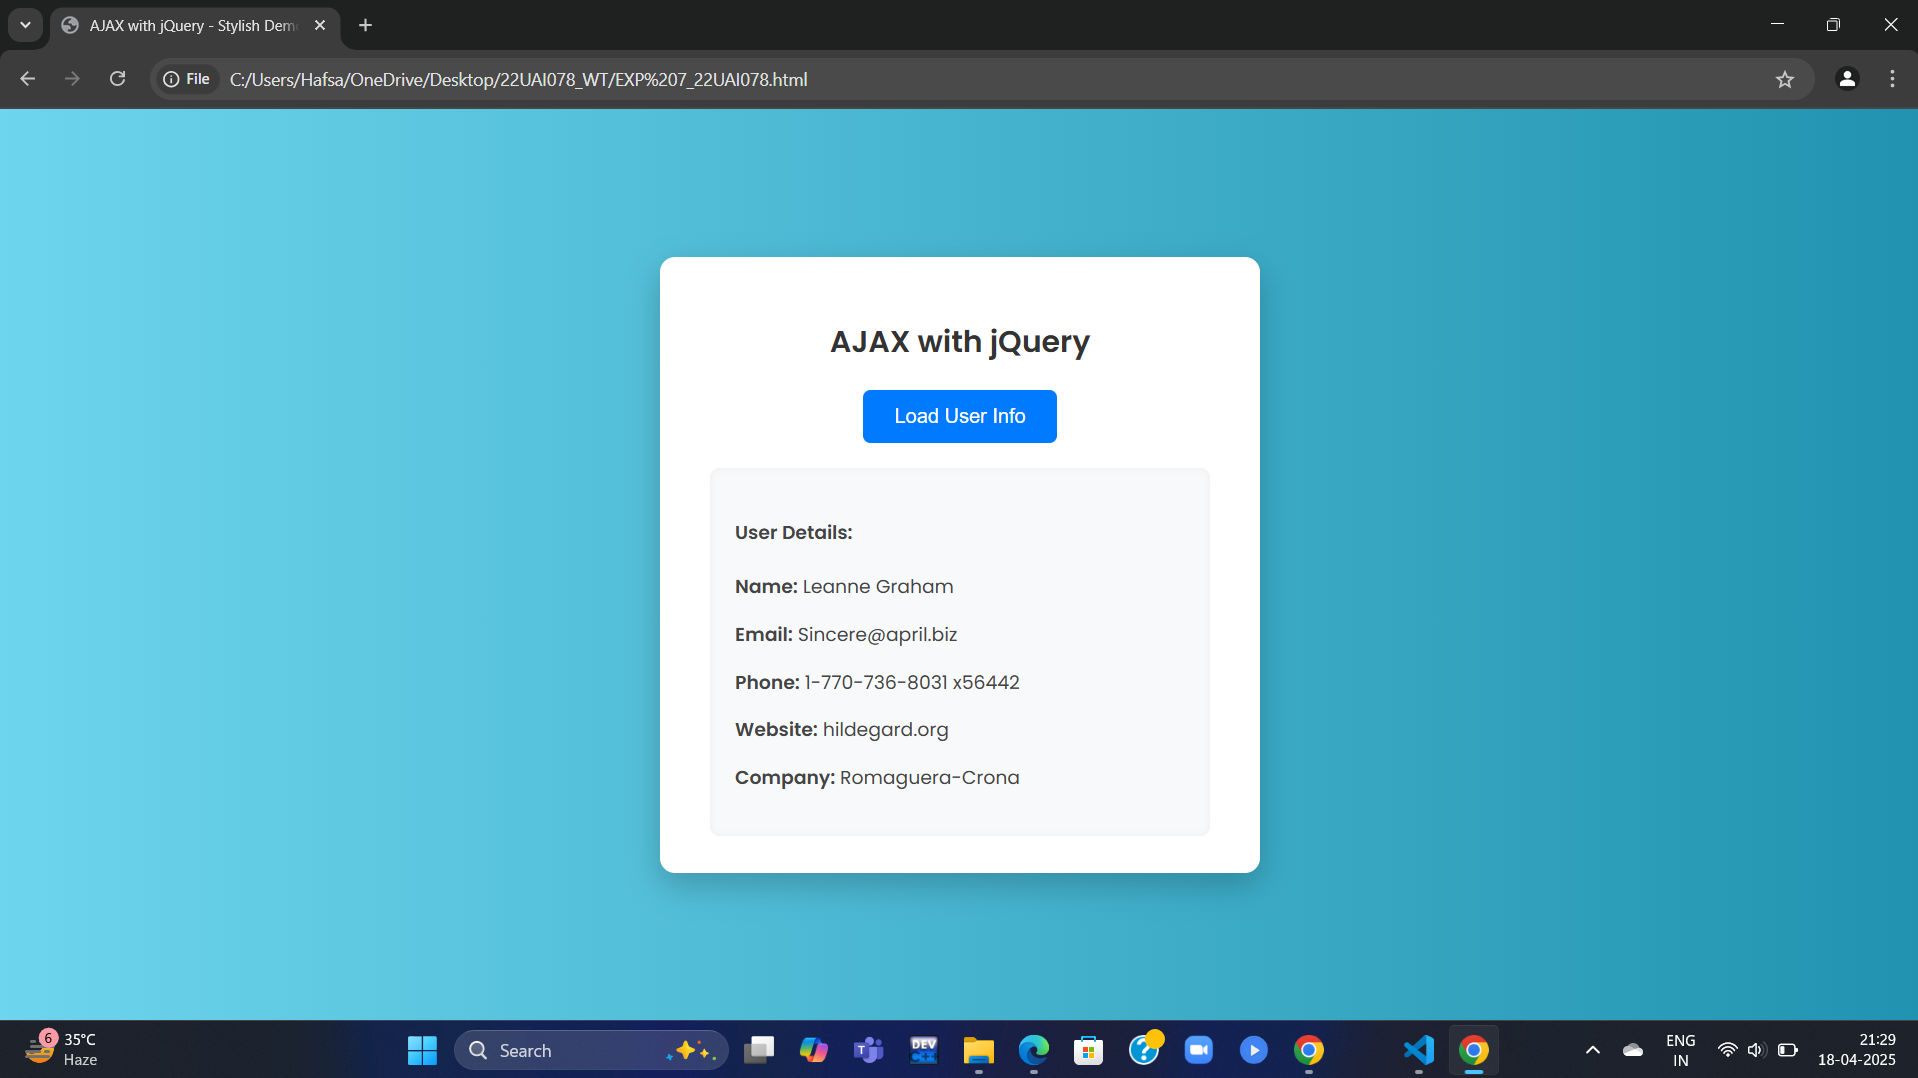 AJAX with jQuery - Stylish Dem
File C:/Users/Hafsa/OneDrive/Desktop/22UAI078_WT/EXP%207_22UAI078.html
AJAX with jQuery
Load User Info
User Details:
Name: Leanne Graham
Email: Sincere@april.biz
Phone: 1-770-736-8031 x56442
Website: hildegard.org
Company: Romaguera-Crona
6
35°C
Haze
Search
DEV
C++
T
ENG
IN
21:29
18-04-2025